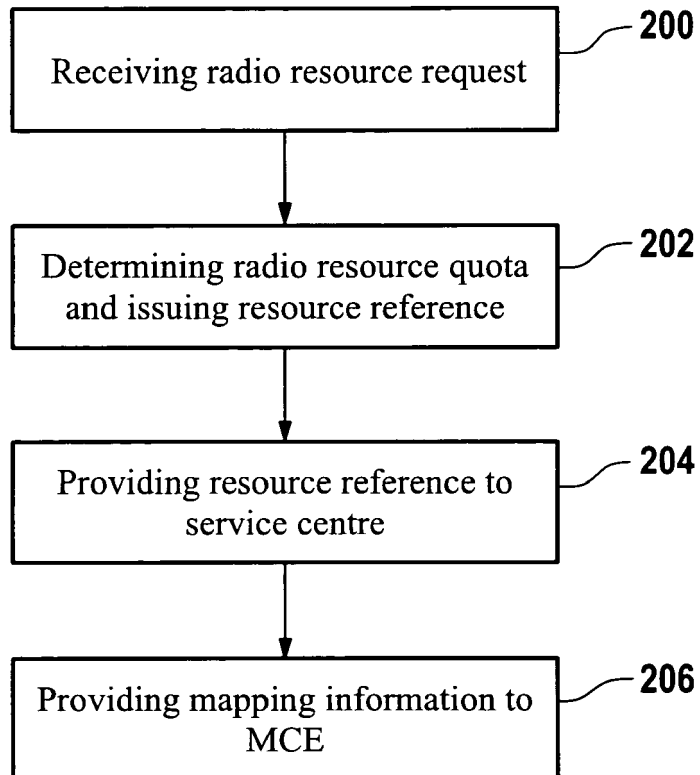 Receiving radio resource request
200
Determining radio resource quota
and issuing resource reference
202
Providing resource reference to
service centre
204
Providing mapping information to
MCE
206